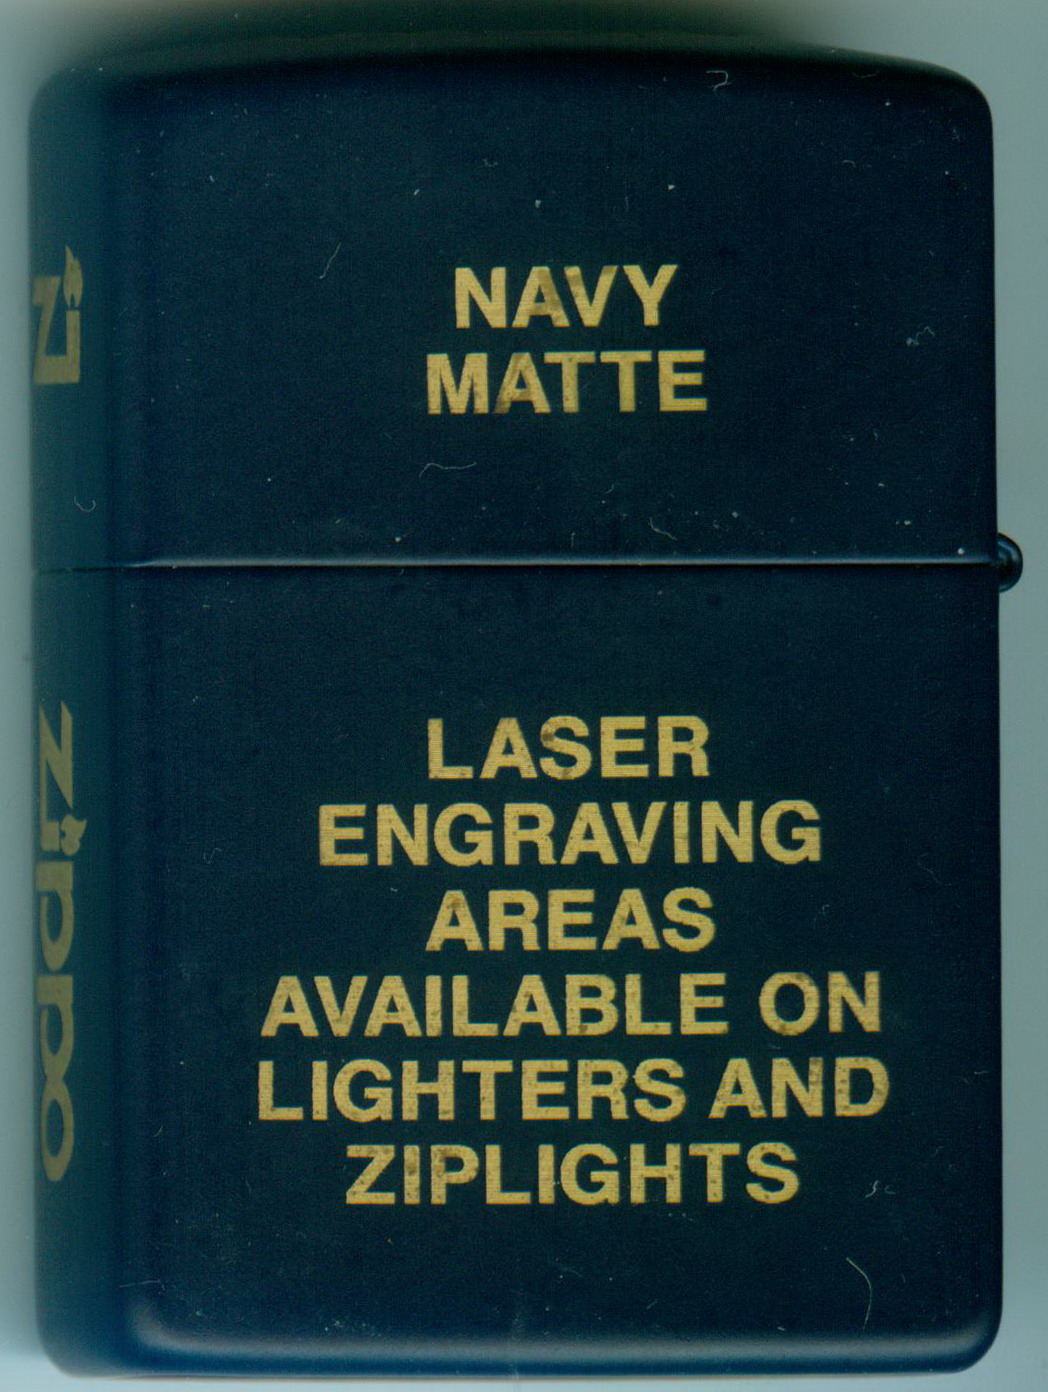 NAVY
MATTE
LASER
ENGRAVING
AREAS
AVAILABLE ON
LIGHTERS AND
ZIPLIGHTS
Zi
Zippo